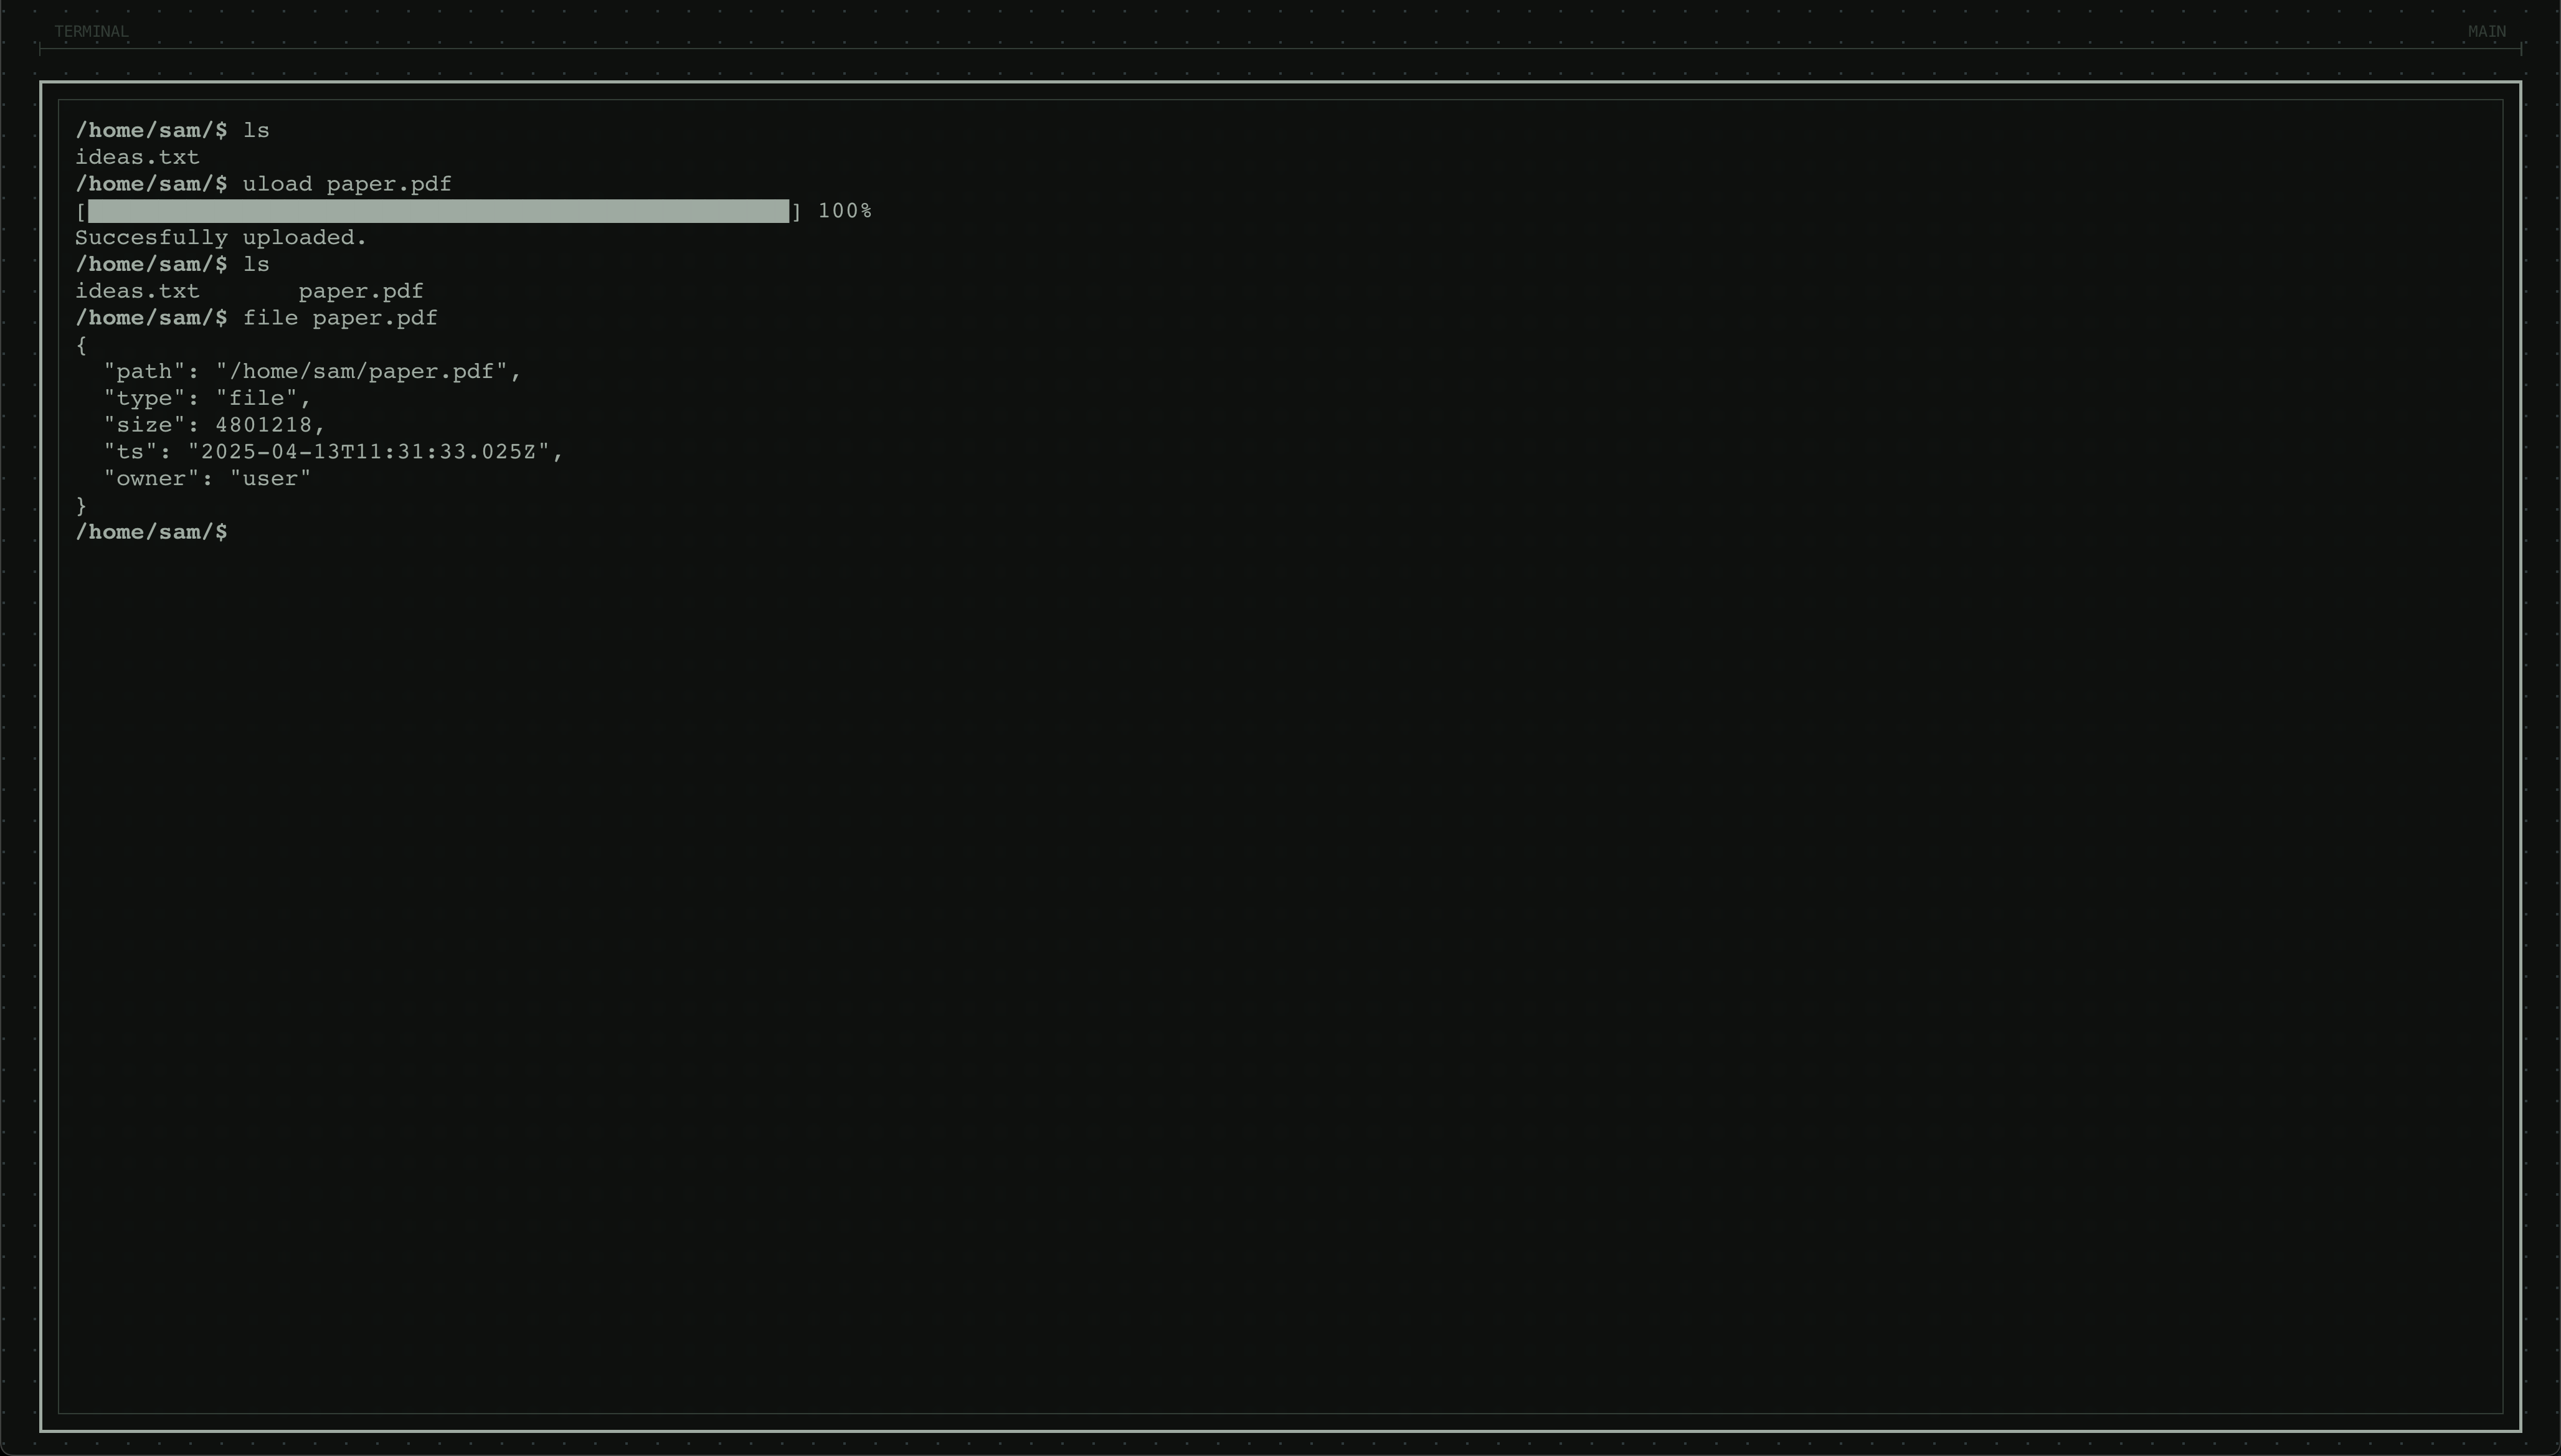 TERMINAL MAIN
/home/sam/$ ls
ideas.txt
/home/sam/$ uload paper.pdf
[██████████████████████████████████████████████████] 100%
Succesfully uploaded.
/home/sam/$ ls
ideas.txt       paper.pdf
/home/sam/$ file paper.pdf
{
  "path": "/home/sam/paper.pdf",
  "type": "file",
  "size": 4801218,
  "ts": "2025-04-13T11:31:33.025Z",
  "owner": "user"
}
/home/sam/$